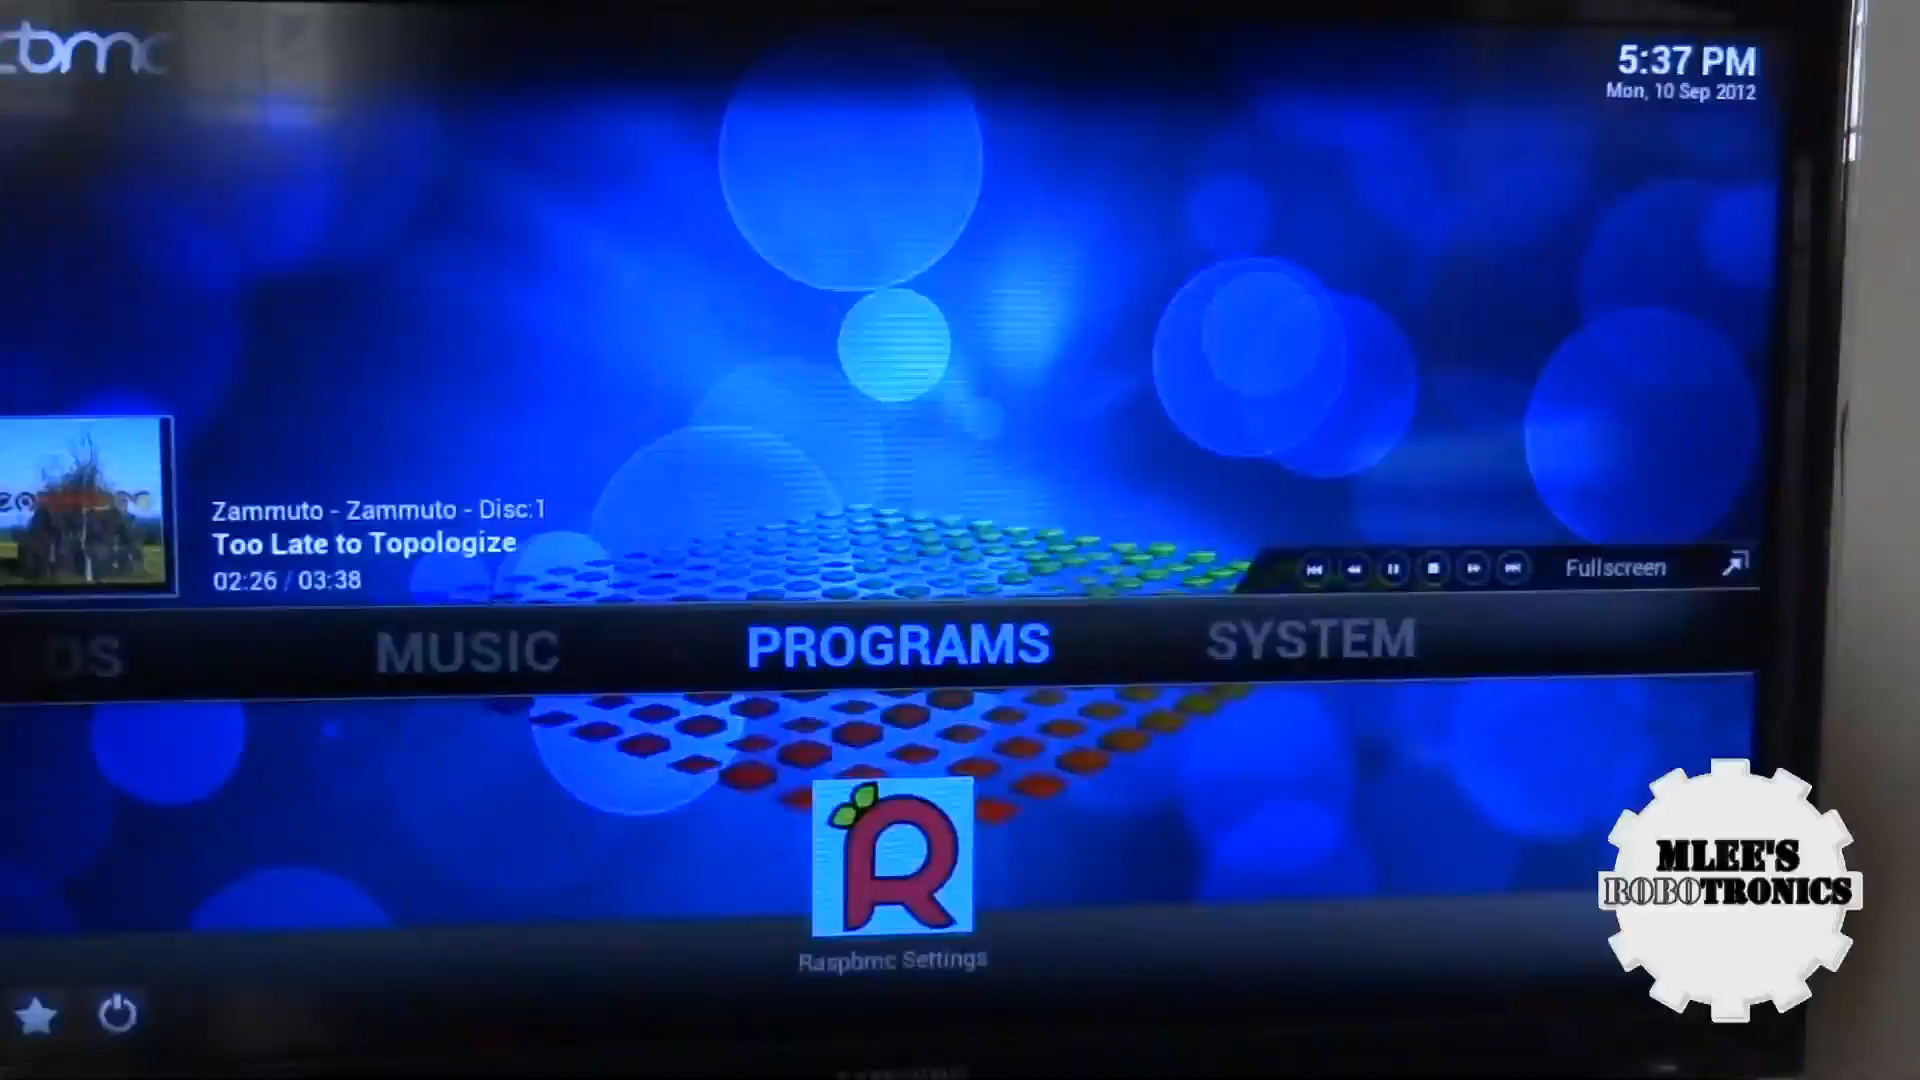 xbmc
5:37 PM
Mon, 10 Sep 2012
Zammuto - Zammuto - Disc:1
Too Late to Topologize
02:26 / 03:38
Fullscreen
OS
MUSIC
PROGRAMS
SYSTEM
R
Raspbmc Settings
MLEE'S
ROBOTRONICS